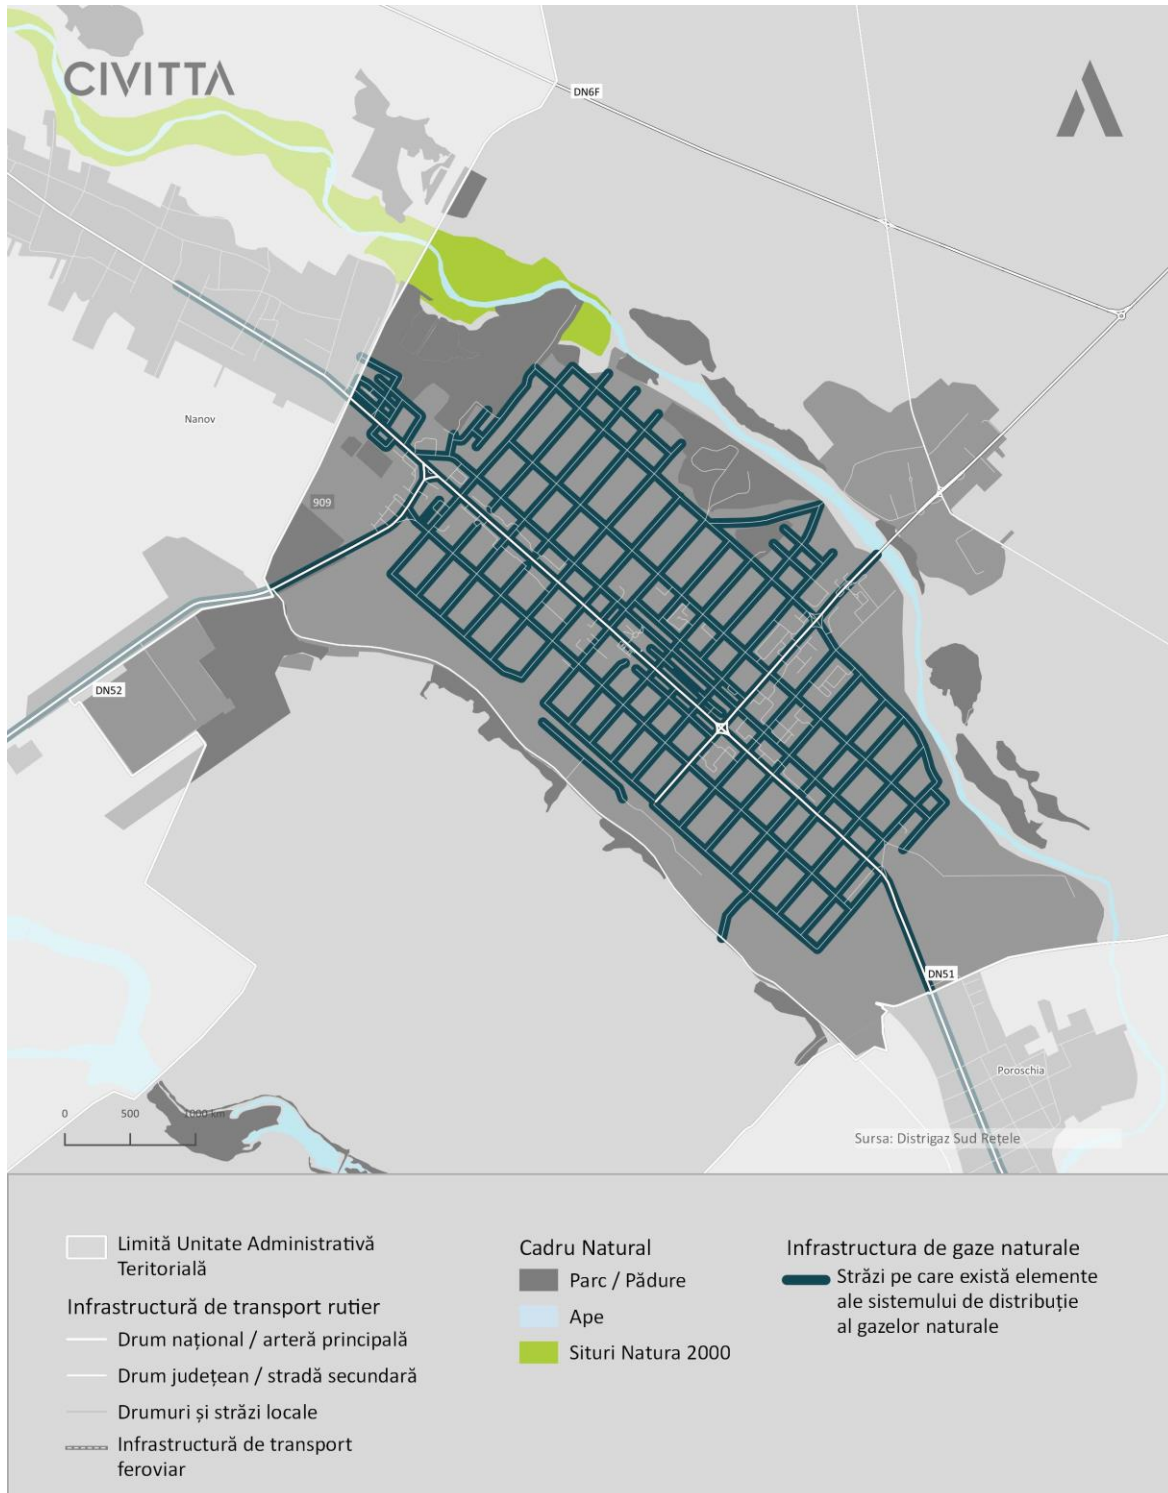 CIVITTA
DN6F
Nanov
909
DN52
DN51
Poroschia
0 500 1000 km
Sursa: Distrigaz Sud Rețele
Limită Unitate Administrativă
Teritorială
Infrastructură de transport rutier
Drum național / arteră principală
Drum județean / stradă secundară
Drumuri și străzi locale
Infrastructură de transport
feroviar
Cadru Natural
Parc / Pădure
Ape
Situri Natura 2000
Infrastructura de gaze naturale
Străzi pe care există elemente
ale sistemului de distribuție
al gazelor naturale